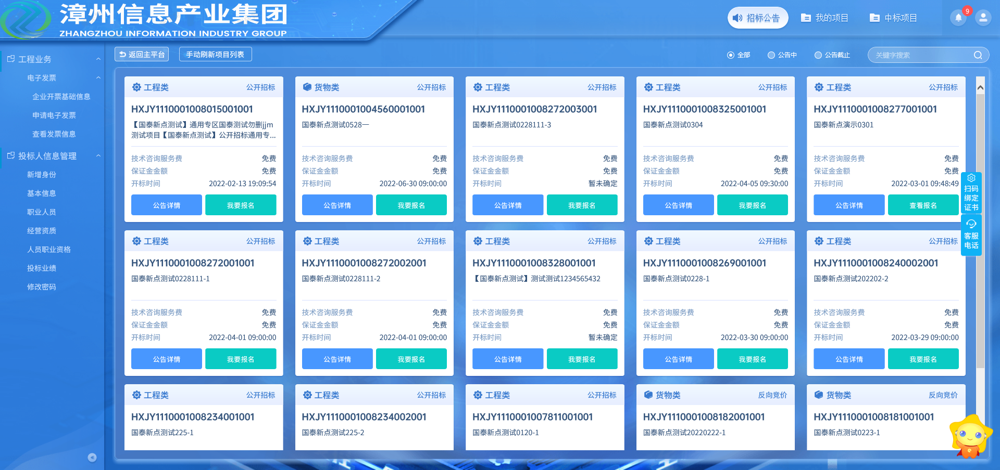 漳州信息产业集团
ZHANGZHOU INFORMATION INDUSTRY GROUP
招标公告
我的项目
中标项目
9
工程业务
电子发票
企业开票基础信息
申请电子发票
查看发票信息
投标人信息管理
新增身份
基本信息
职业人员
经营资质
人员职业资格
投标业绩
修改密码
返回主平台
手动刷新项目列表
全部
公告中
公告截止
关键字搜索
工程类 公开招标
HXJY1110001008015001001
【国泰新点测试】通用专区国泰测试勿删jjm
测试项目【国泰新点测试】公开招标通用专...
技术咨询服务费 免费
保证金金额 免费
开标时间 2022-02-13 19:09:54
公告详情 我要报名
货物类 公开招标
HXJY1110001004560001001
国泰新点测试0528一
技术咨询服务费 免费
保证金金额 免费
开标时间 2022-06-30 09:00:00
公告详情 我要报名
工程类 公开招标
HXJY1110001008272003001
国泰新点测试0228111-3
技术咨询服务费 免费
保证金金额 免费
开标时间 暂未确定
公告详情 我要报名
工程类 公开招标
HXJY1110001008325001001
国泰新点测试0304
技术咨询服务费 免费
保证金金额 免费
开标时间 2022-04-05 09:30:00
公告详情 我要报名
工程类 公开招标
HXJY1110001008277001001
国泰新点演示0301
技术咨询服务费 免费
保证金金额 免费
开标时间 2022-03-01 09:48:49
公告详情 查看报名
工程类 公开招标
HXJY1110001008272001001
国泰新点测试0228111-1
技术咨询服务费 免费
保证金金额 免费
开标时间 2022-04-01 09:00:00
公告详情 我要报名
工程类 公开招标
HXJY1110001008272002001
国泰新点测试0228111-2
技术咨询服务费 免费
保证金金额 免费
开标时间 2022-04-01 09:00:00
公告详情 我要报名
工程类 公开招标
HXJY1110001008328001001
【国泰新点测试】测试测试1234565432
技术咨询服务费 免费
保证金金额 免费
开标时间 暂未确定
公告详情 我要报名
工程类 公开招标
HXJY1110001008269001001
国泰新点测试0228-1
技术咨询服务费 免费
保证金金额 免费
开标时间 2022-03-30 09:00:00
公告详情 我要报名
工程类 公开招标
HXJY1110001008240002001
国泰新点测试202202-2
技术咨询服务费 免费
保证金金额 免费
开标时间 2022-03-29 09:00:00
公告详情 我要报名
工程类 公开招标
HXJY1110001008234001001
国泰新点测试225-1
工程类 公开招标
HXJY1110001008234002001
国泰新点测试225-2
工程类 公开招标
HXJY1110001007811001001
国泰新点测试0120-1
货物类 反向竞价
HXJY1110001008182001001
国泰新点测试20220222-1
货物类 反向竞价
HXJY1110001008181001001
国泰新点测试0223-1
扫码
绑定
证书
客服
电话